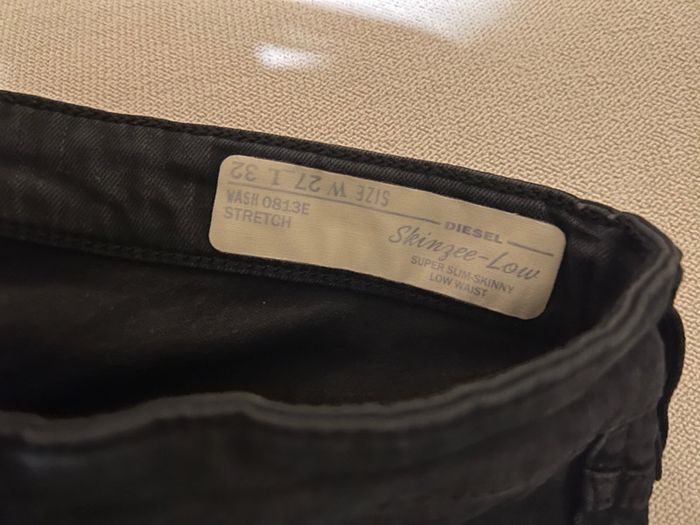 SIZE W 27 L 32
WASH 0813E
STRETCH
DIESEL
Skinzee-Low
SUPER SLIM-SKINNY
LOW WAIST